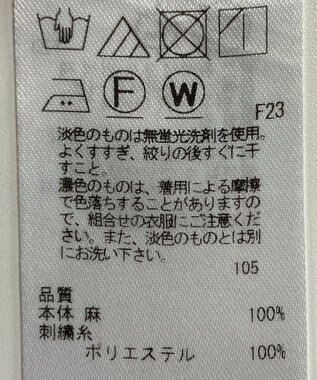 F W F23
淡色のものは無蛍光洗剤を使用。
よくすすぎ、絞りの後すぐに干
すこと。
濃色のものは、着用による摩擦
で色落ちすることがありますの
で、組合せの衣服にご注意くだ
さい。また、淡色のものとは別
にお洗い下さい。
105
品質
本体 麻 100%
刺繍糸
ポリエステル 100%